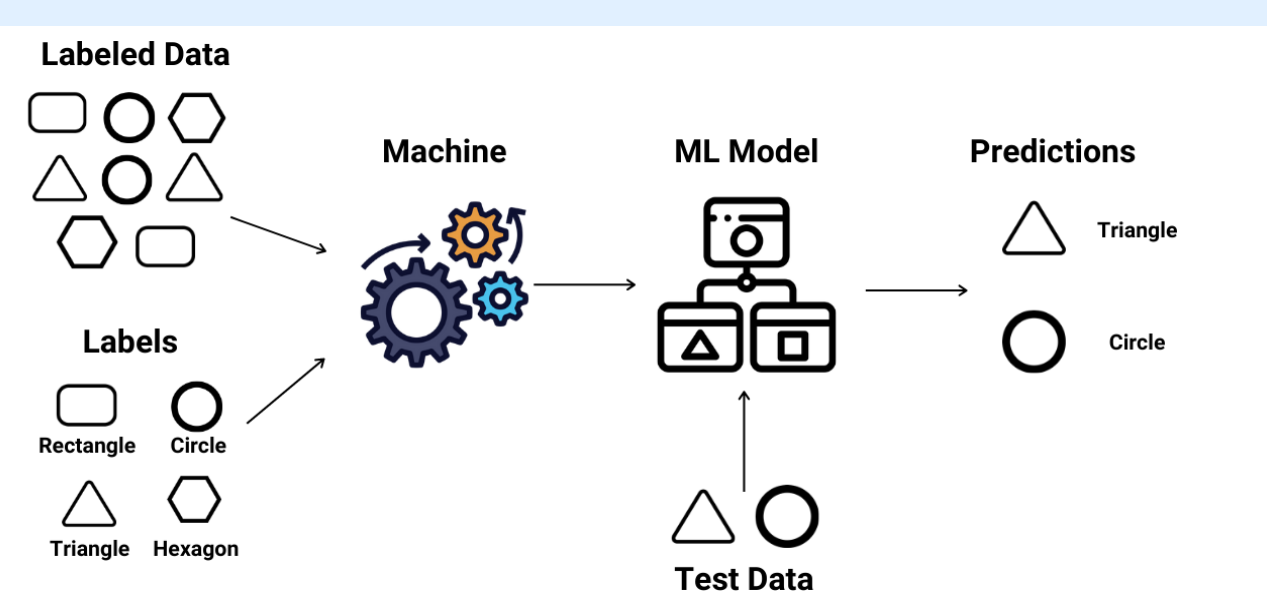 Labeled Data
Machine
ML Model
Predictions
Triangle
Circle
Labels
Rectangle
Circle
Triangle
Hexagon
Test Data